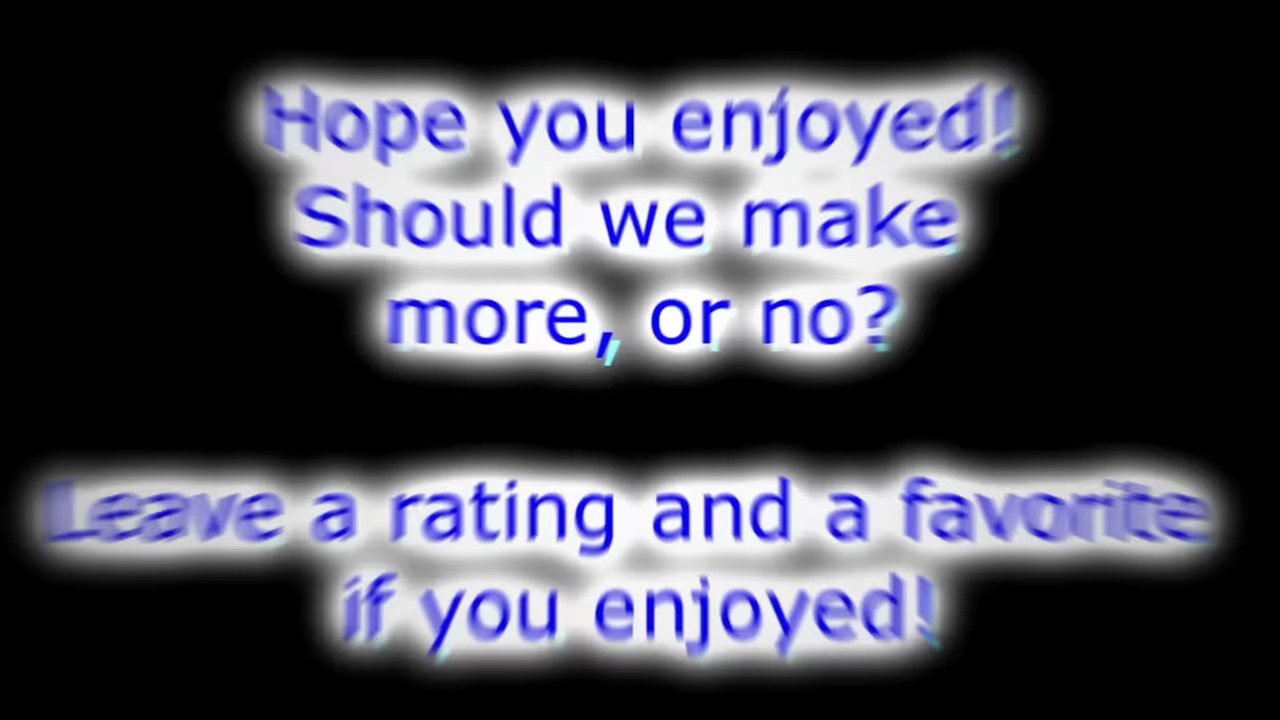 Hope you enjoyed!
Should we make
more, or no?
Leave a rating and a favorite
if you enjoyed!